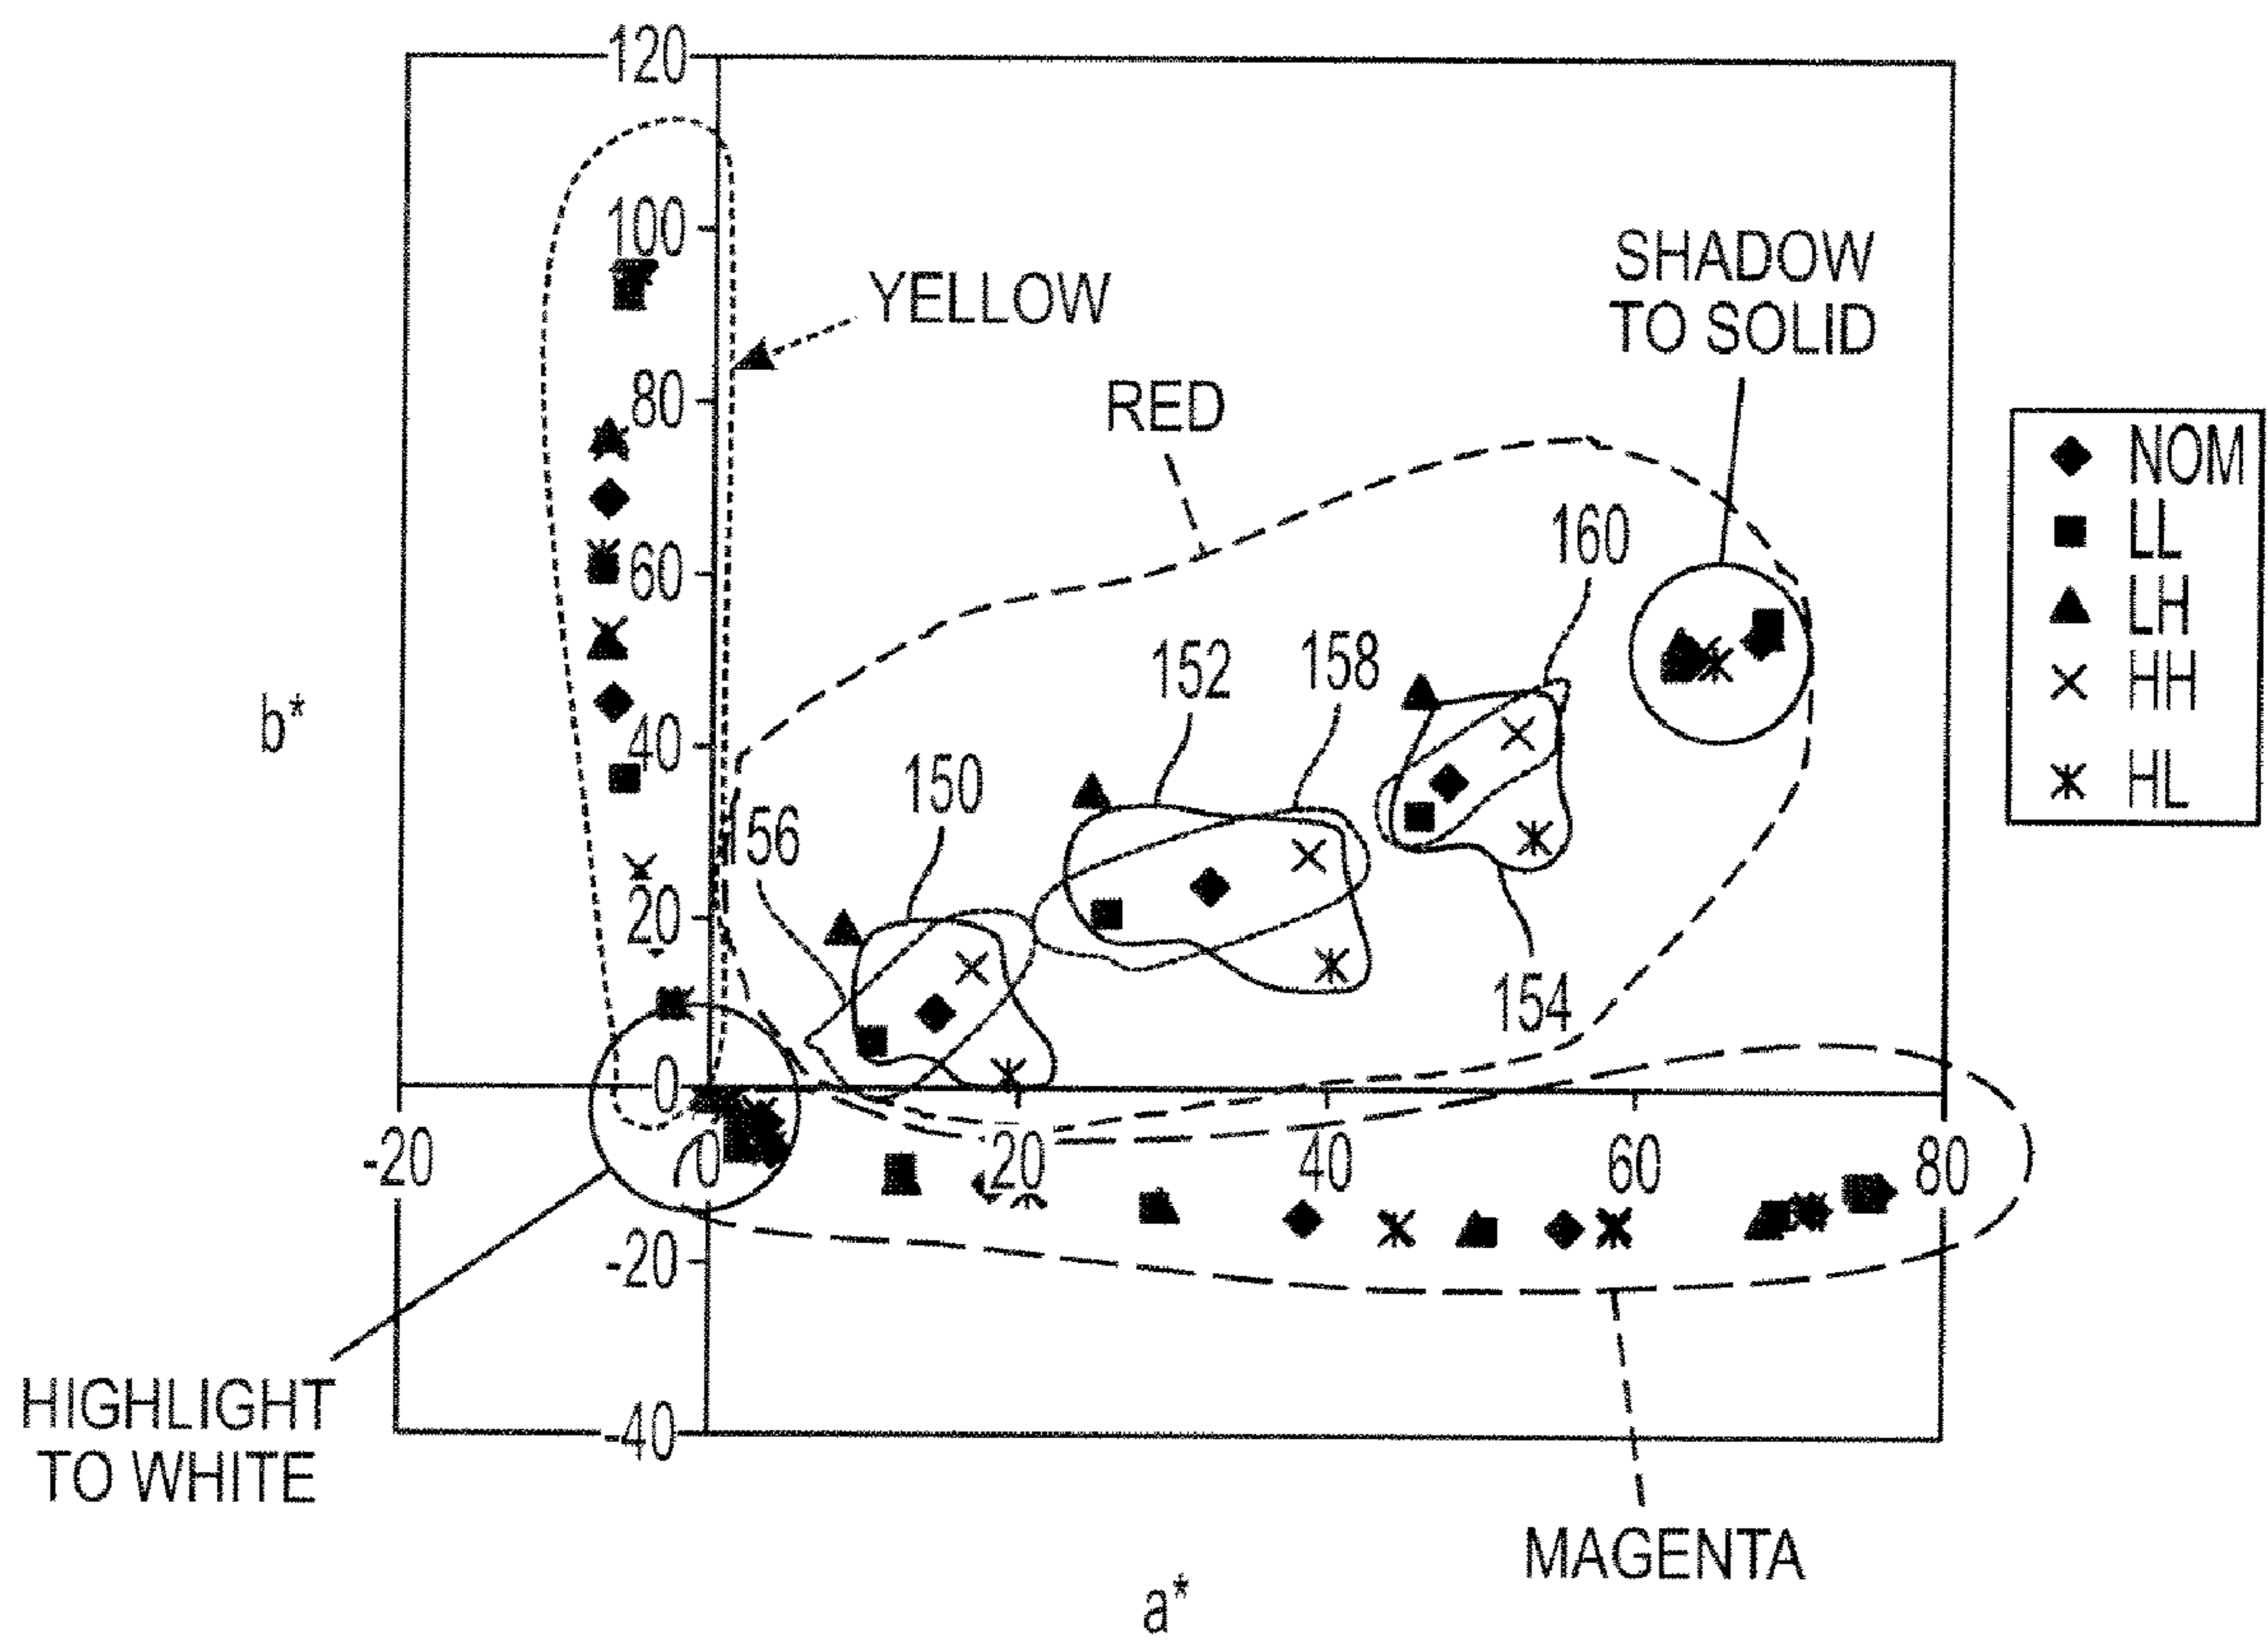 120
100
YELLOW
SHADOW
TO SOLID
80
RED
NOM
LL
LH
HH
HL
160
60
152
158
b*
40
150
156
20
154
0
-20
0
20
40
60
80
-20
HIGHLIGHT
TO WHITE
-40
MAGENTA
a*